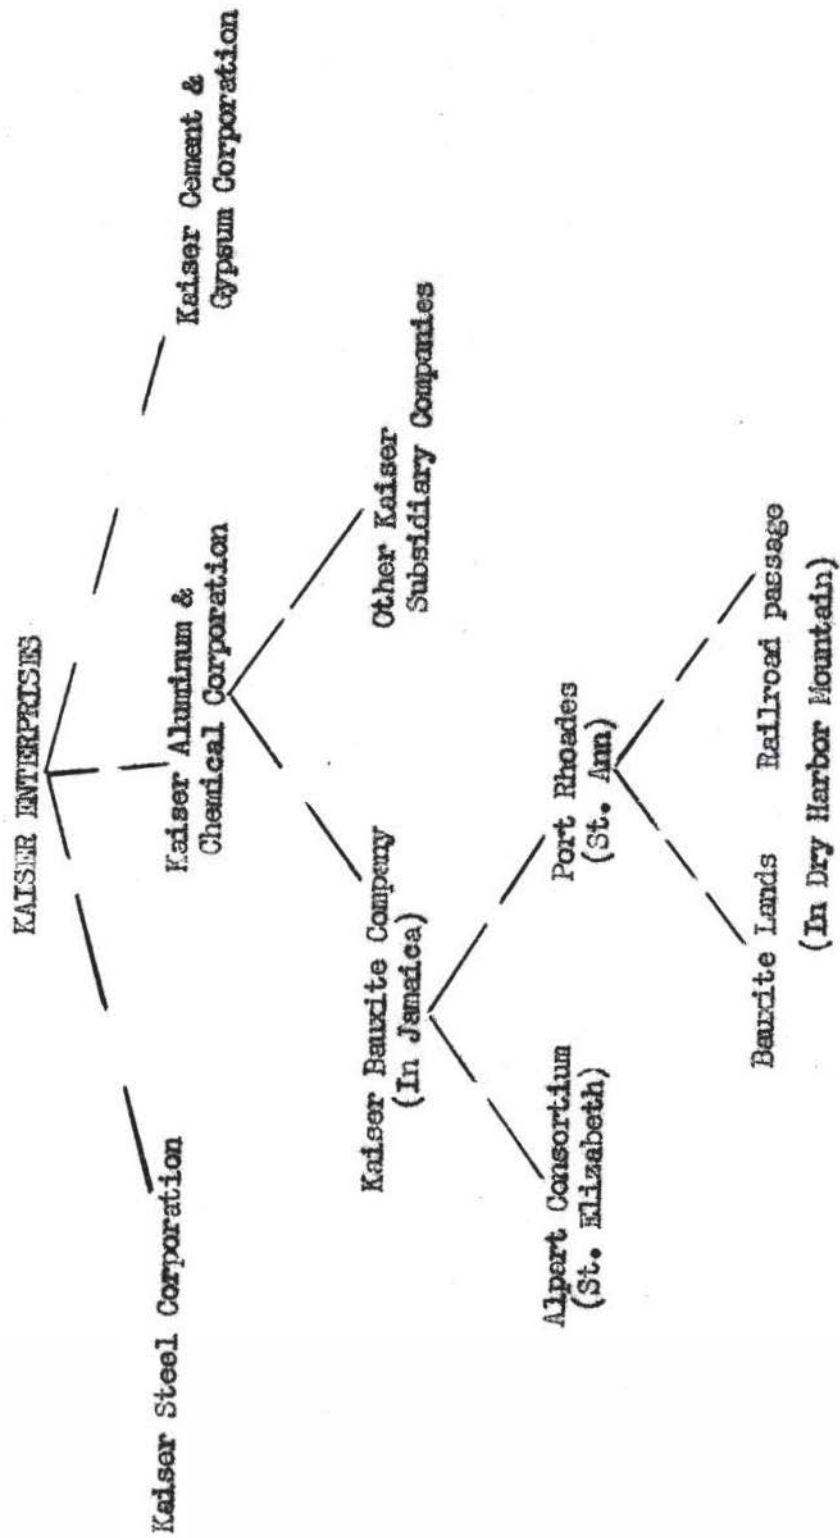 KAISER ENTERPRISES
Kaiser Steel Corporation
Kaiser Aluminum &
Chemical Corporation
Kaiser Cement &
Gypsum Corporation
Kaiser Bauxite Company
(In Jamaica)
Other Kaiser
Subsidiary Companies
Alpart Consortium
(St. Elizabeth)
Port Rhoades
(St. Ann)
Bauxite Lands
Railroad passage
(In Dry Harbor Mountain)